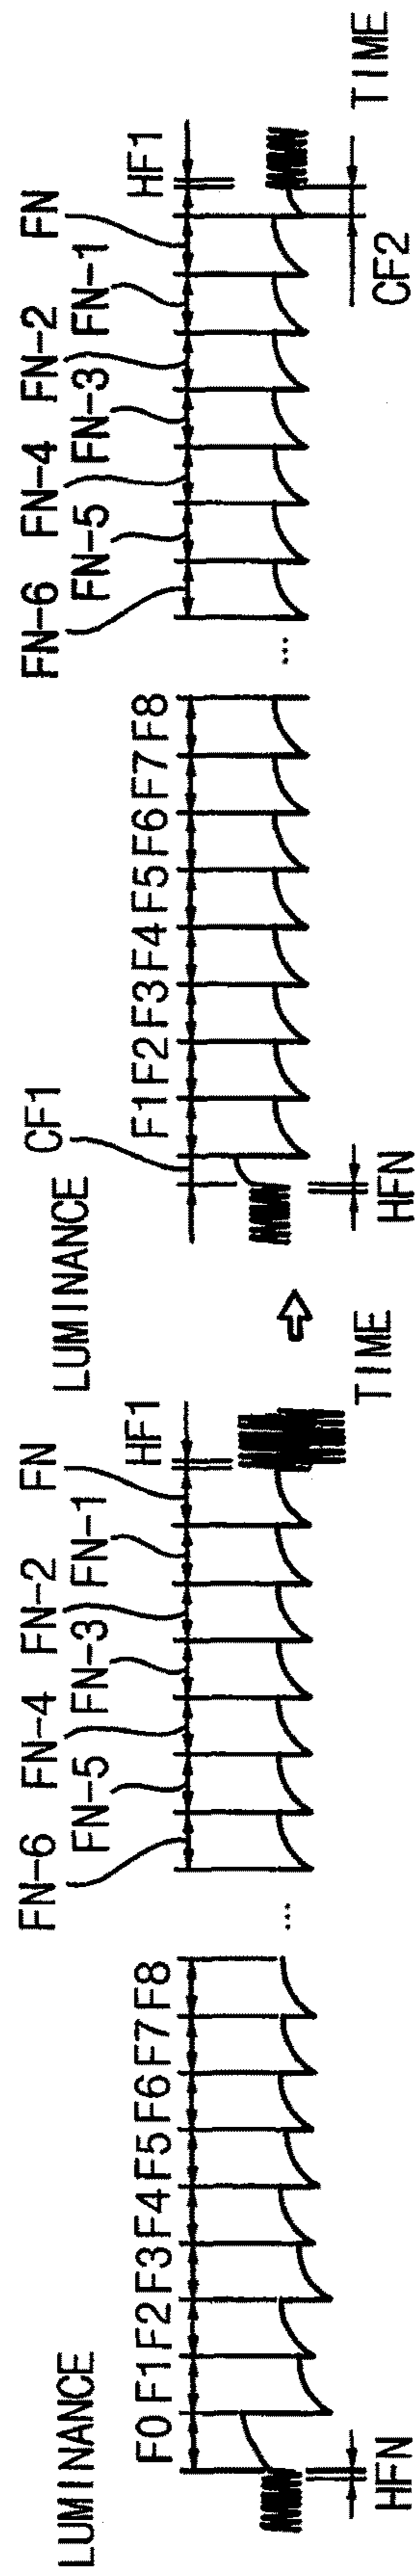 LUMINANCE
F0 F1 F2 F3 F4 F5 F6 F7 F8
...
FN-6 FN-4 FN-2 FN
FN-5 FN-3 FN-1 HF1
HFN
TIME
LUMINANCE
CF1
F1 F2 F3 F4 F5 F6 F7 F8
...
FN-6 FN-4 FN-2 FN
FN-5 FN-3 FN-1 HF1
HFN
CF2
TIME